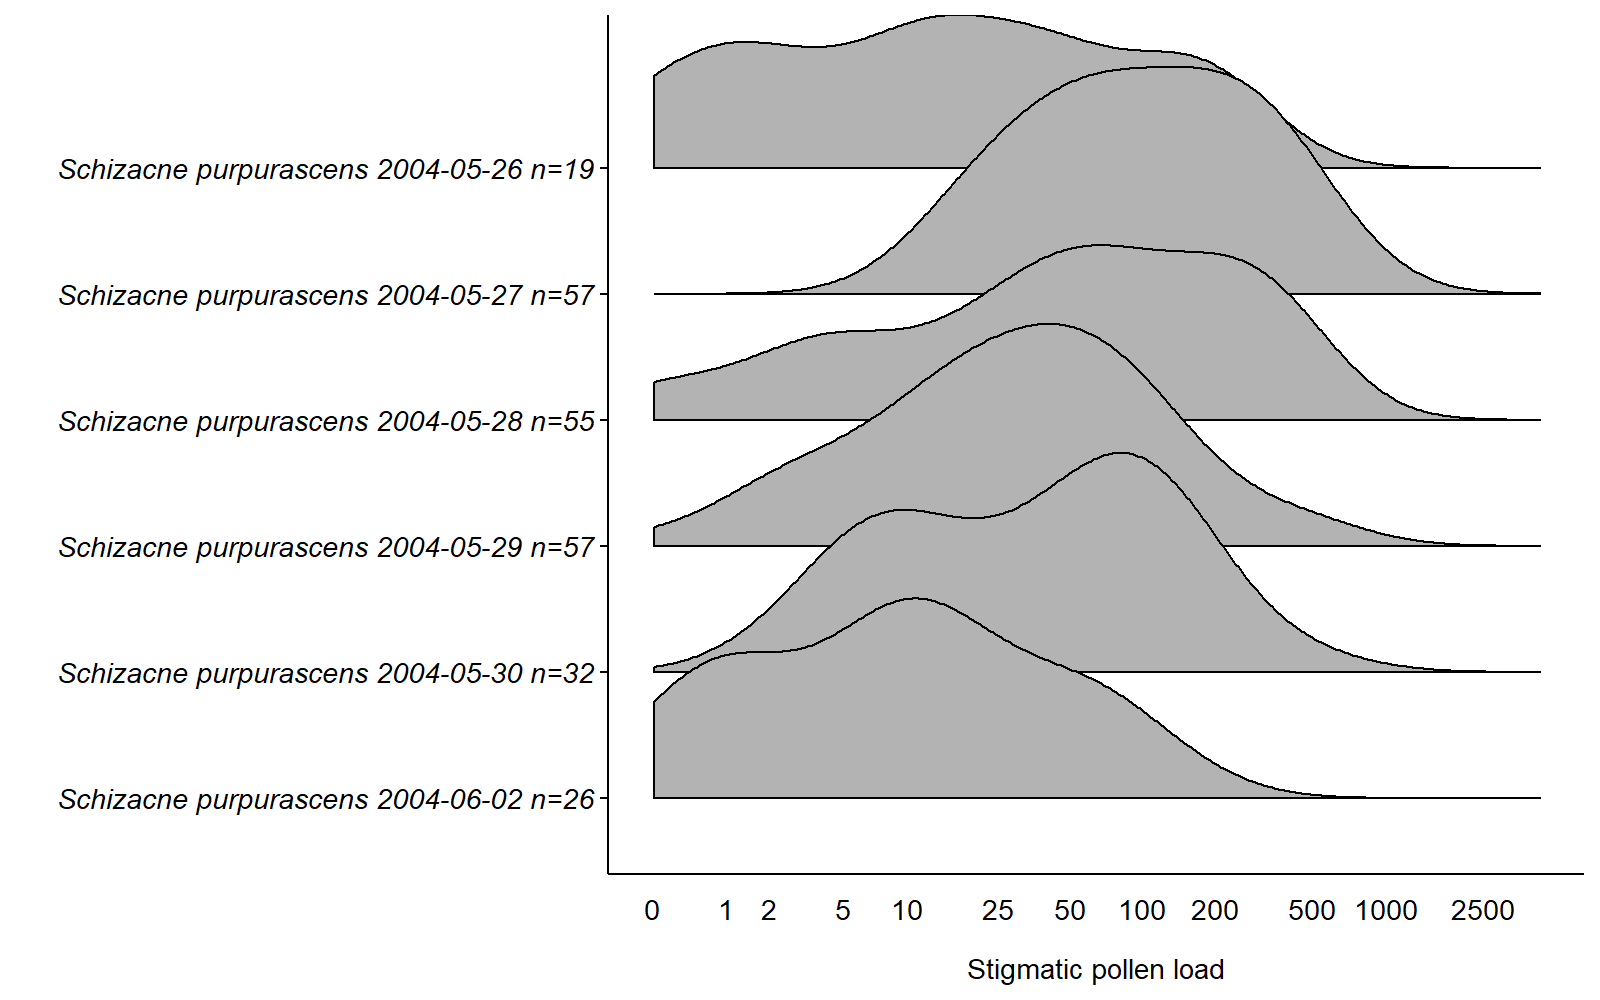 Schizacne purpurascens 2004-05-26 n=19
Schizacne purpurascens 2004-05-27 n=57
Schizacne purpurascens 2004-05-28 n=55
Schizacne purpurascens 2004-05-29 n=57
Schizacne purpurascens 2004-05-30 n=32
Schizacne purpurascens 2004-06-02 n=26
0 1 2 5 10 25 50 100 200 500 1000 2500
Stigmatic pollen load